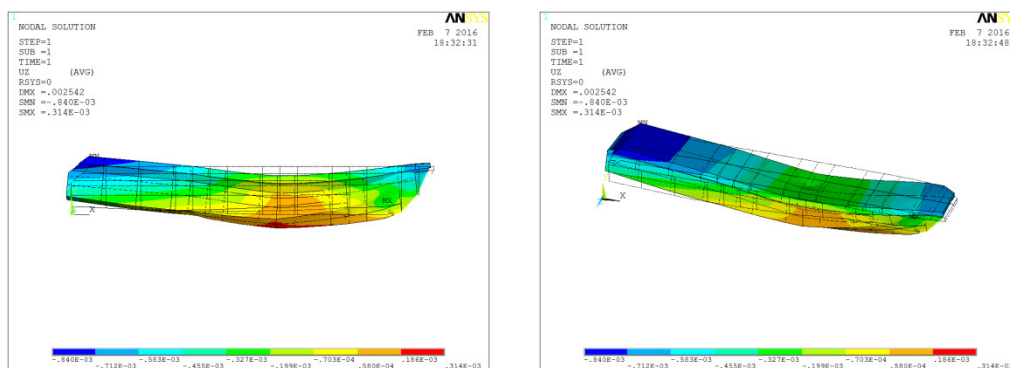 1
ANSYS
NODAL SOLUTION
FEB 7 2016
18:32:31
STEP=1
SUB =1
TIME=1
UZ (AVG)
RSYS=0
DMX =.002542
SMN =-.840E-03
SMX =.314E-03
MN
MX
X
-.840E-03 -.583E-03 -.327E-03 -.703E-04 .186E-03
-.712E-03 -.455E-03 -.199E-03 .580E-04 .314E-03
1
ANSYS
NODAL SOLUTION
FEB 7 2016
18:32:48
STEP=1
SUB =1
TIME=1
UZ (AVG)
RSYS=0
DMX =.002542
SMN =-.840E-03
SMX =.314E-03
MN
X
MX
-.840E-03 -.583E-03 -.327E-03 -.703E-04 .186E-03
-.712E-03 -.455E-03 -.199E-03 .580E-04 .314E-03